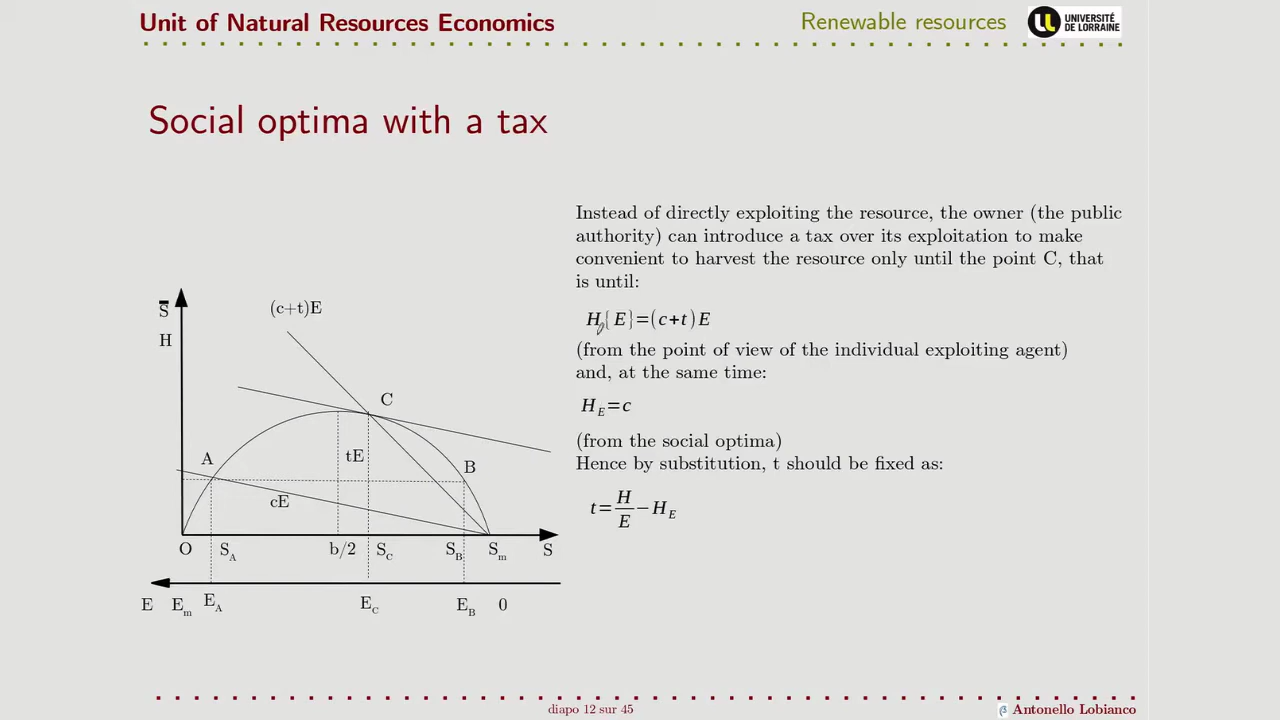 Unit of Natural Resources Economics
Renewable resources
UNIVERSITÉ
DE LORRAINE
Social optima with a tax
Instead of directly exploiting the resource, the owner (the public
authority) can introduce a tax over its exploitation to make
convenient to harvest the resource only until the point C, that
is until:
H{E}=(c+t)E
(from the point of view of the individual exploiting agent)
and, at the same time:
H_E=c
(from the social optima)
Hence by substitution, t should be fixed as:
t=H/E−H_E
S̄
H
(c+t)E
C
A
tE
B
cE
O S_A b/2 S_C S_B S_m S
E E_m E_A E_C E_B 0
diapo 12 sur 45
β Antonello Lobianco